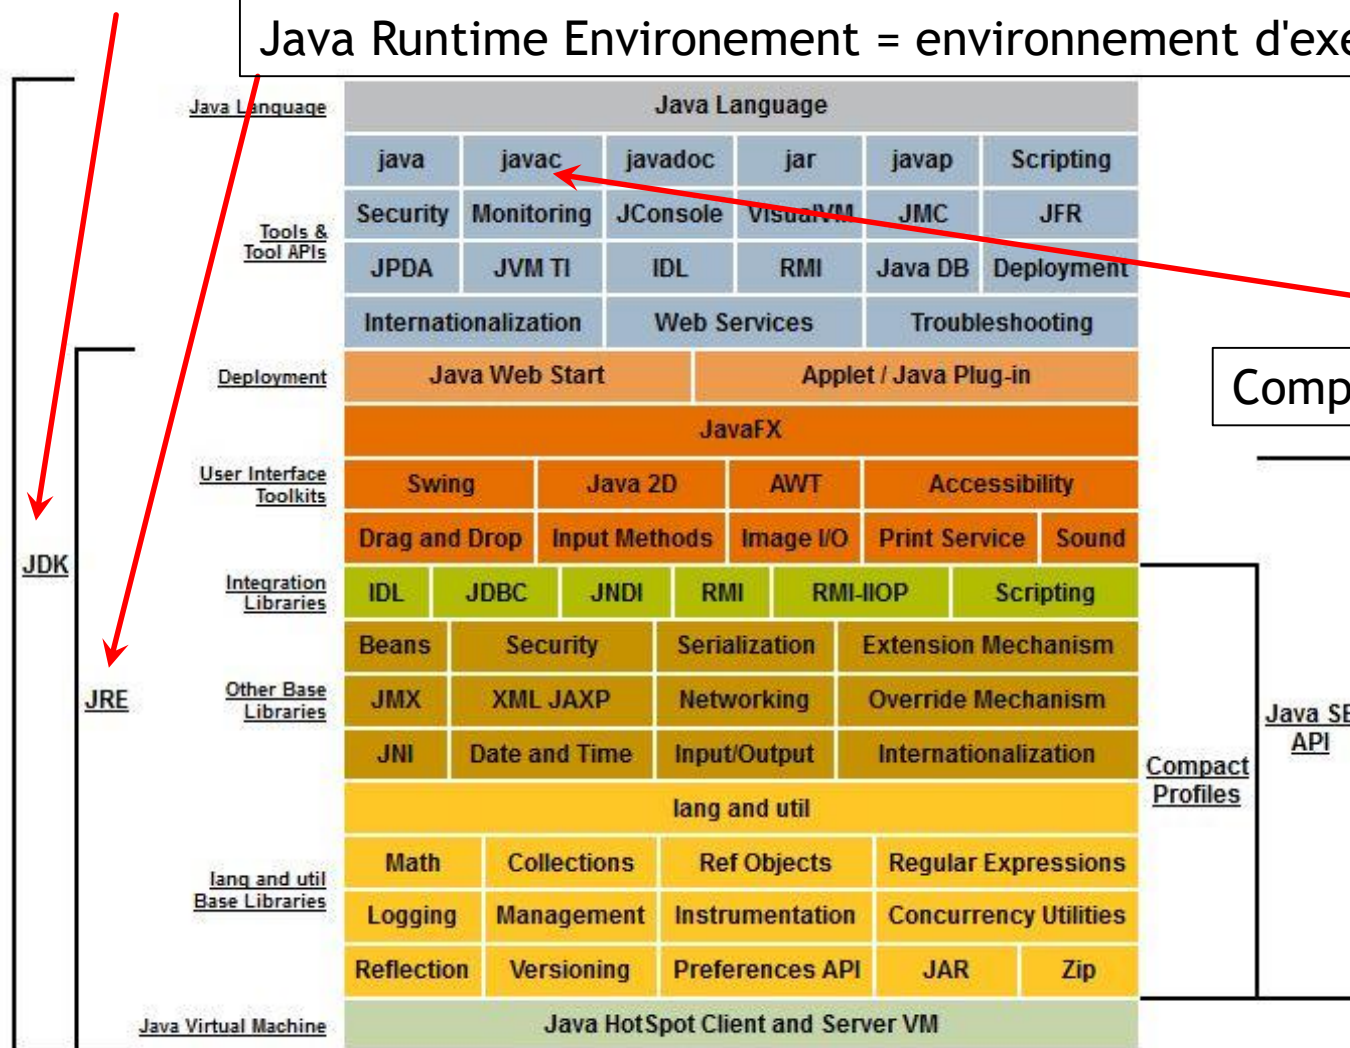 Java Runtime Environement = environnement d'exé
Java Language
Java Language
java javac javadoc jar javap Scripting
Tools &
Tool APIs
Security Monitoring JConsole VisualVM JMC JFR
JPDA JVM TI IDL RMI Java DB Deployment
Internationalization Web Services Troubleshooting
Deployment
Java Web Start Applet / Java Plug-in
Comp
JavaFX
User Interface
Toolkits
Swing Java 2D AWT Accessibility
Drag and Drop Input Methods Image I/O Print Service Sound
JDK
Integration
Libraries
IDL JDBC JNDI RMI RMI-IIOP Scripting
Beans Security Serialization Extension Mechanism
JRE
Other Base
Libraries
JMX XML JAXP Networking Override Mechanism
JNI Date and Time Input/Output Internationalization
Java SE
API
Compact
Profiles
lang and util
lang and util
Base Libraries
Math Collections Ref Objects Regular Expressions
Logging Management Instrumentation Concurrency Utilities
Reflection Versioning Preferences API JAR Zip
Java Virtual Machine
Java HotSpot Client and Server VM